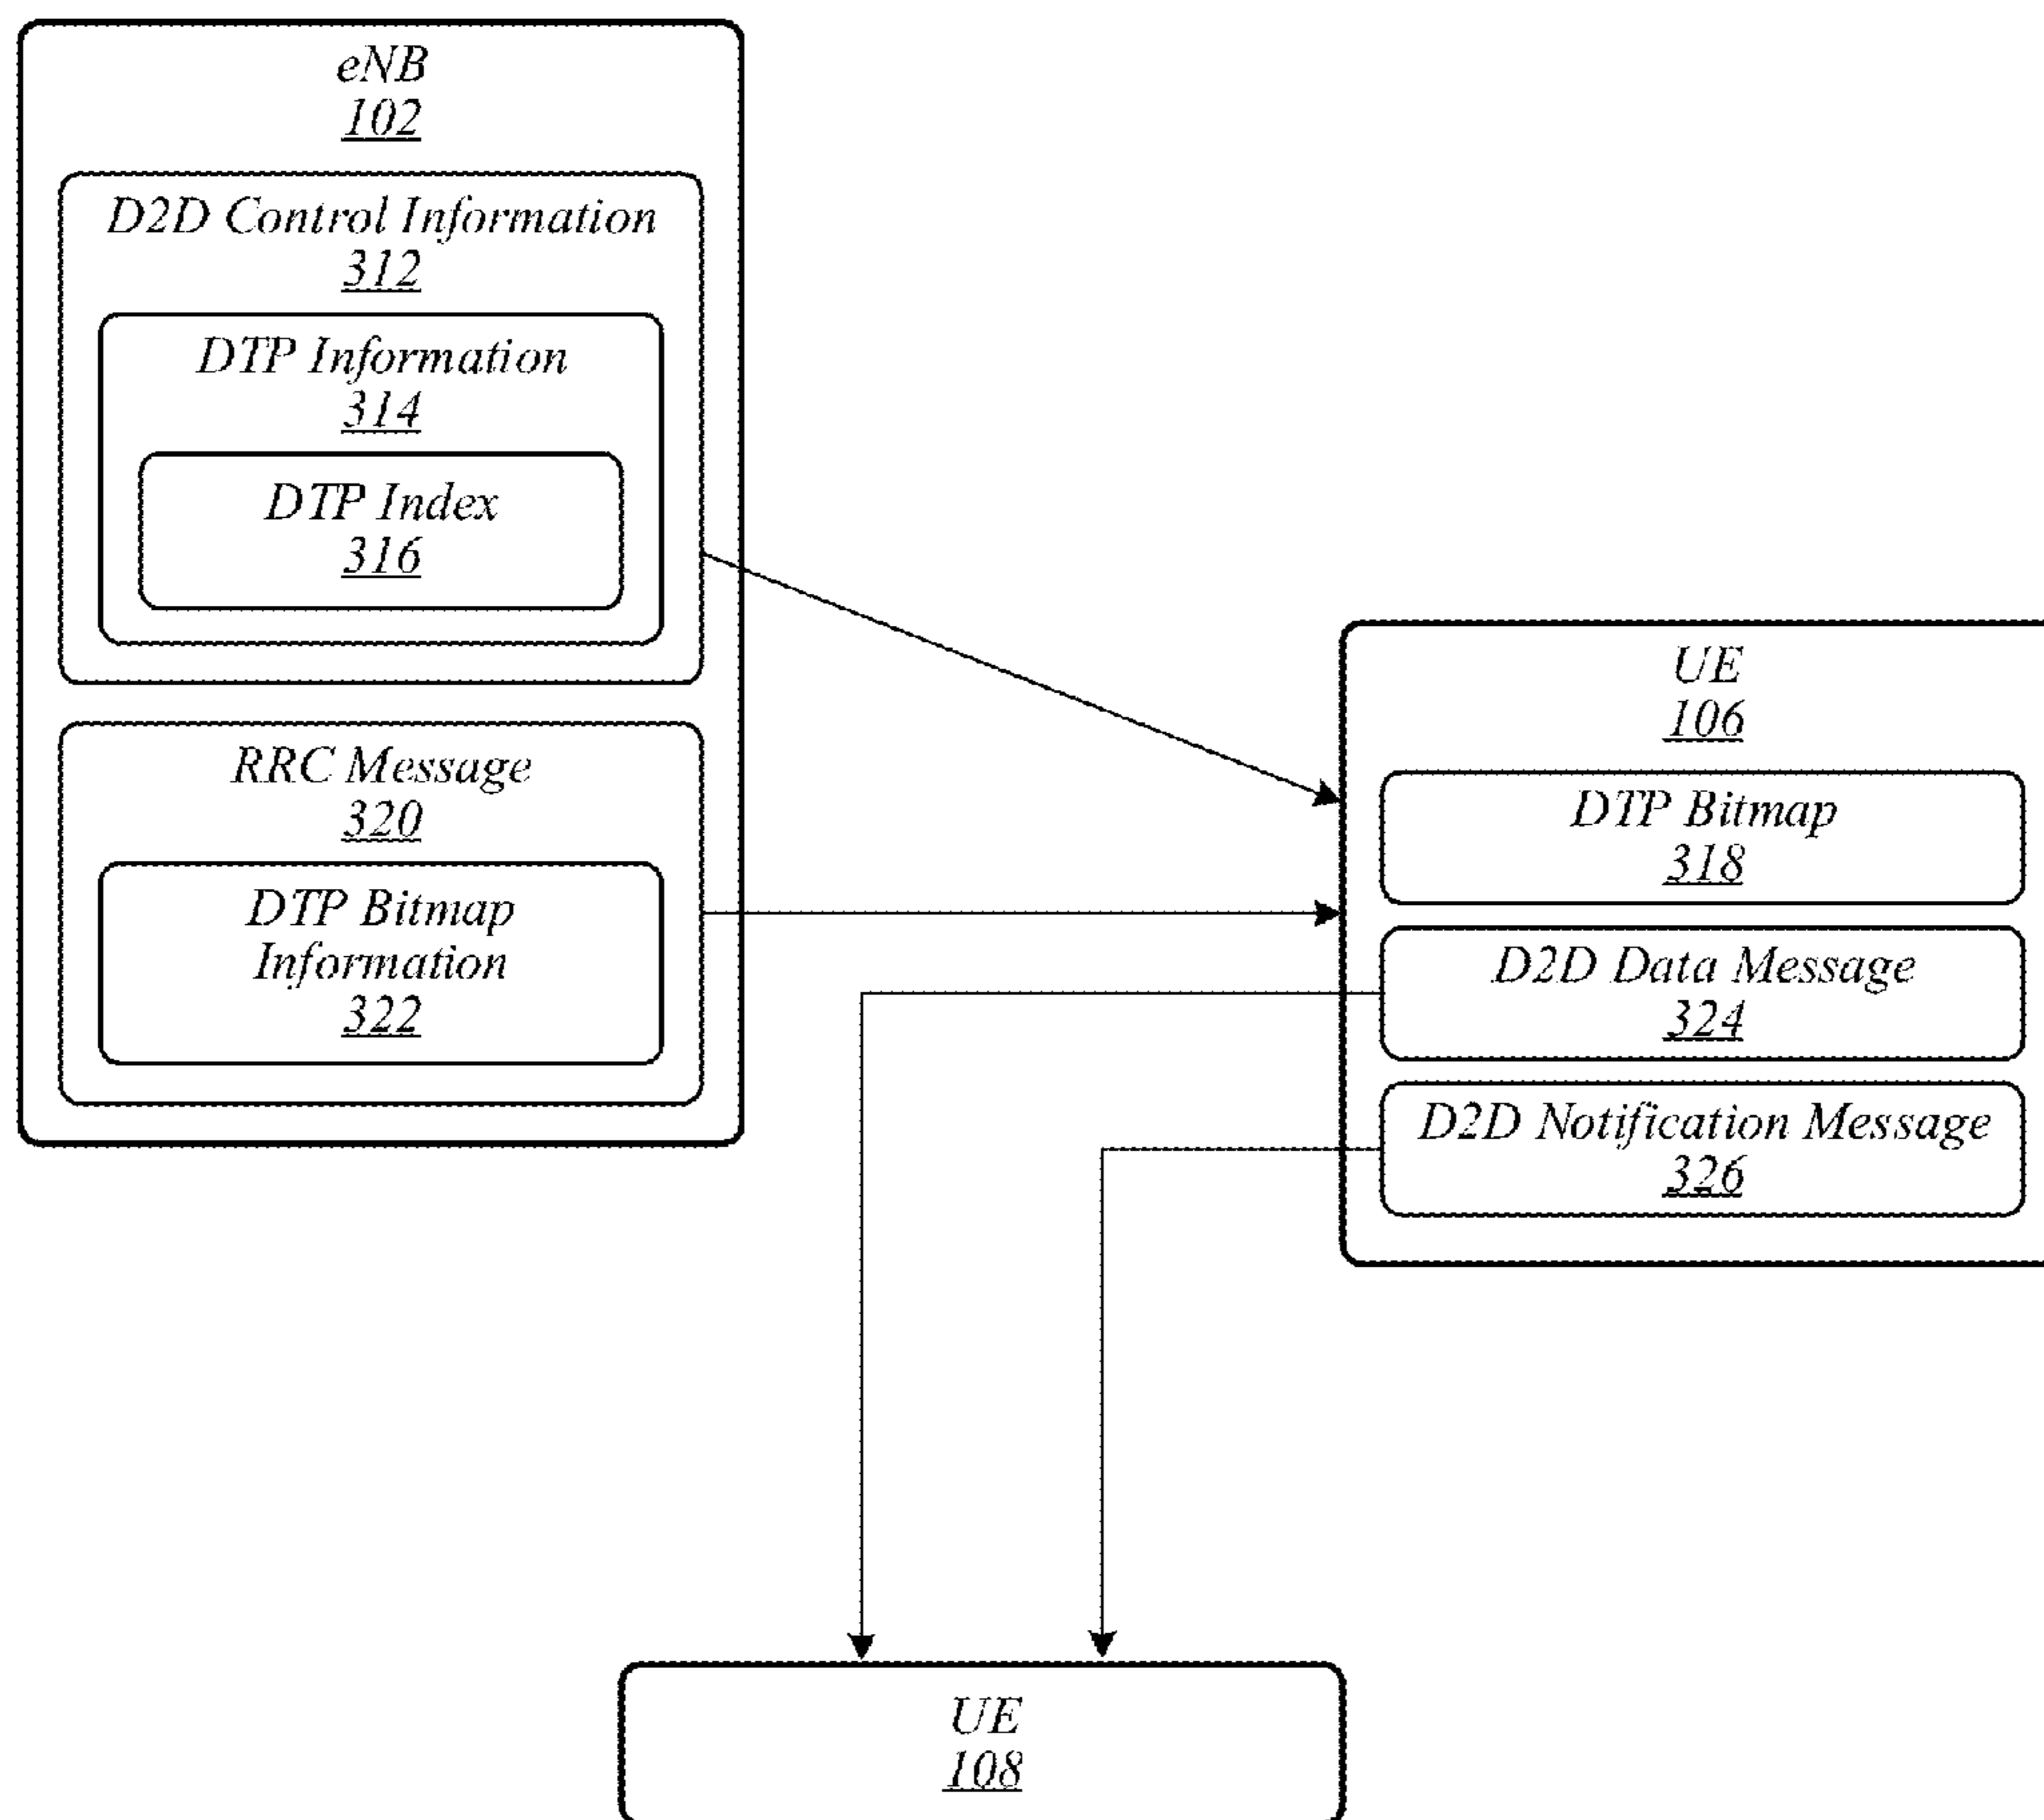 eNB
102
D2D Control Information
312
DTP Information
314
DTP Index
316
RRC Message
320
DTP Bitmap
Information
322
UE
106
DTP Bitmap
318
D2D Data Message
324
D2D Notification Message
326
UE
108